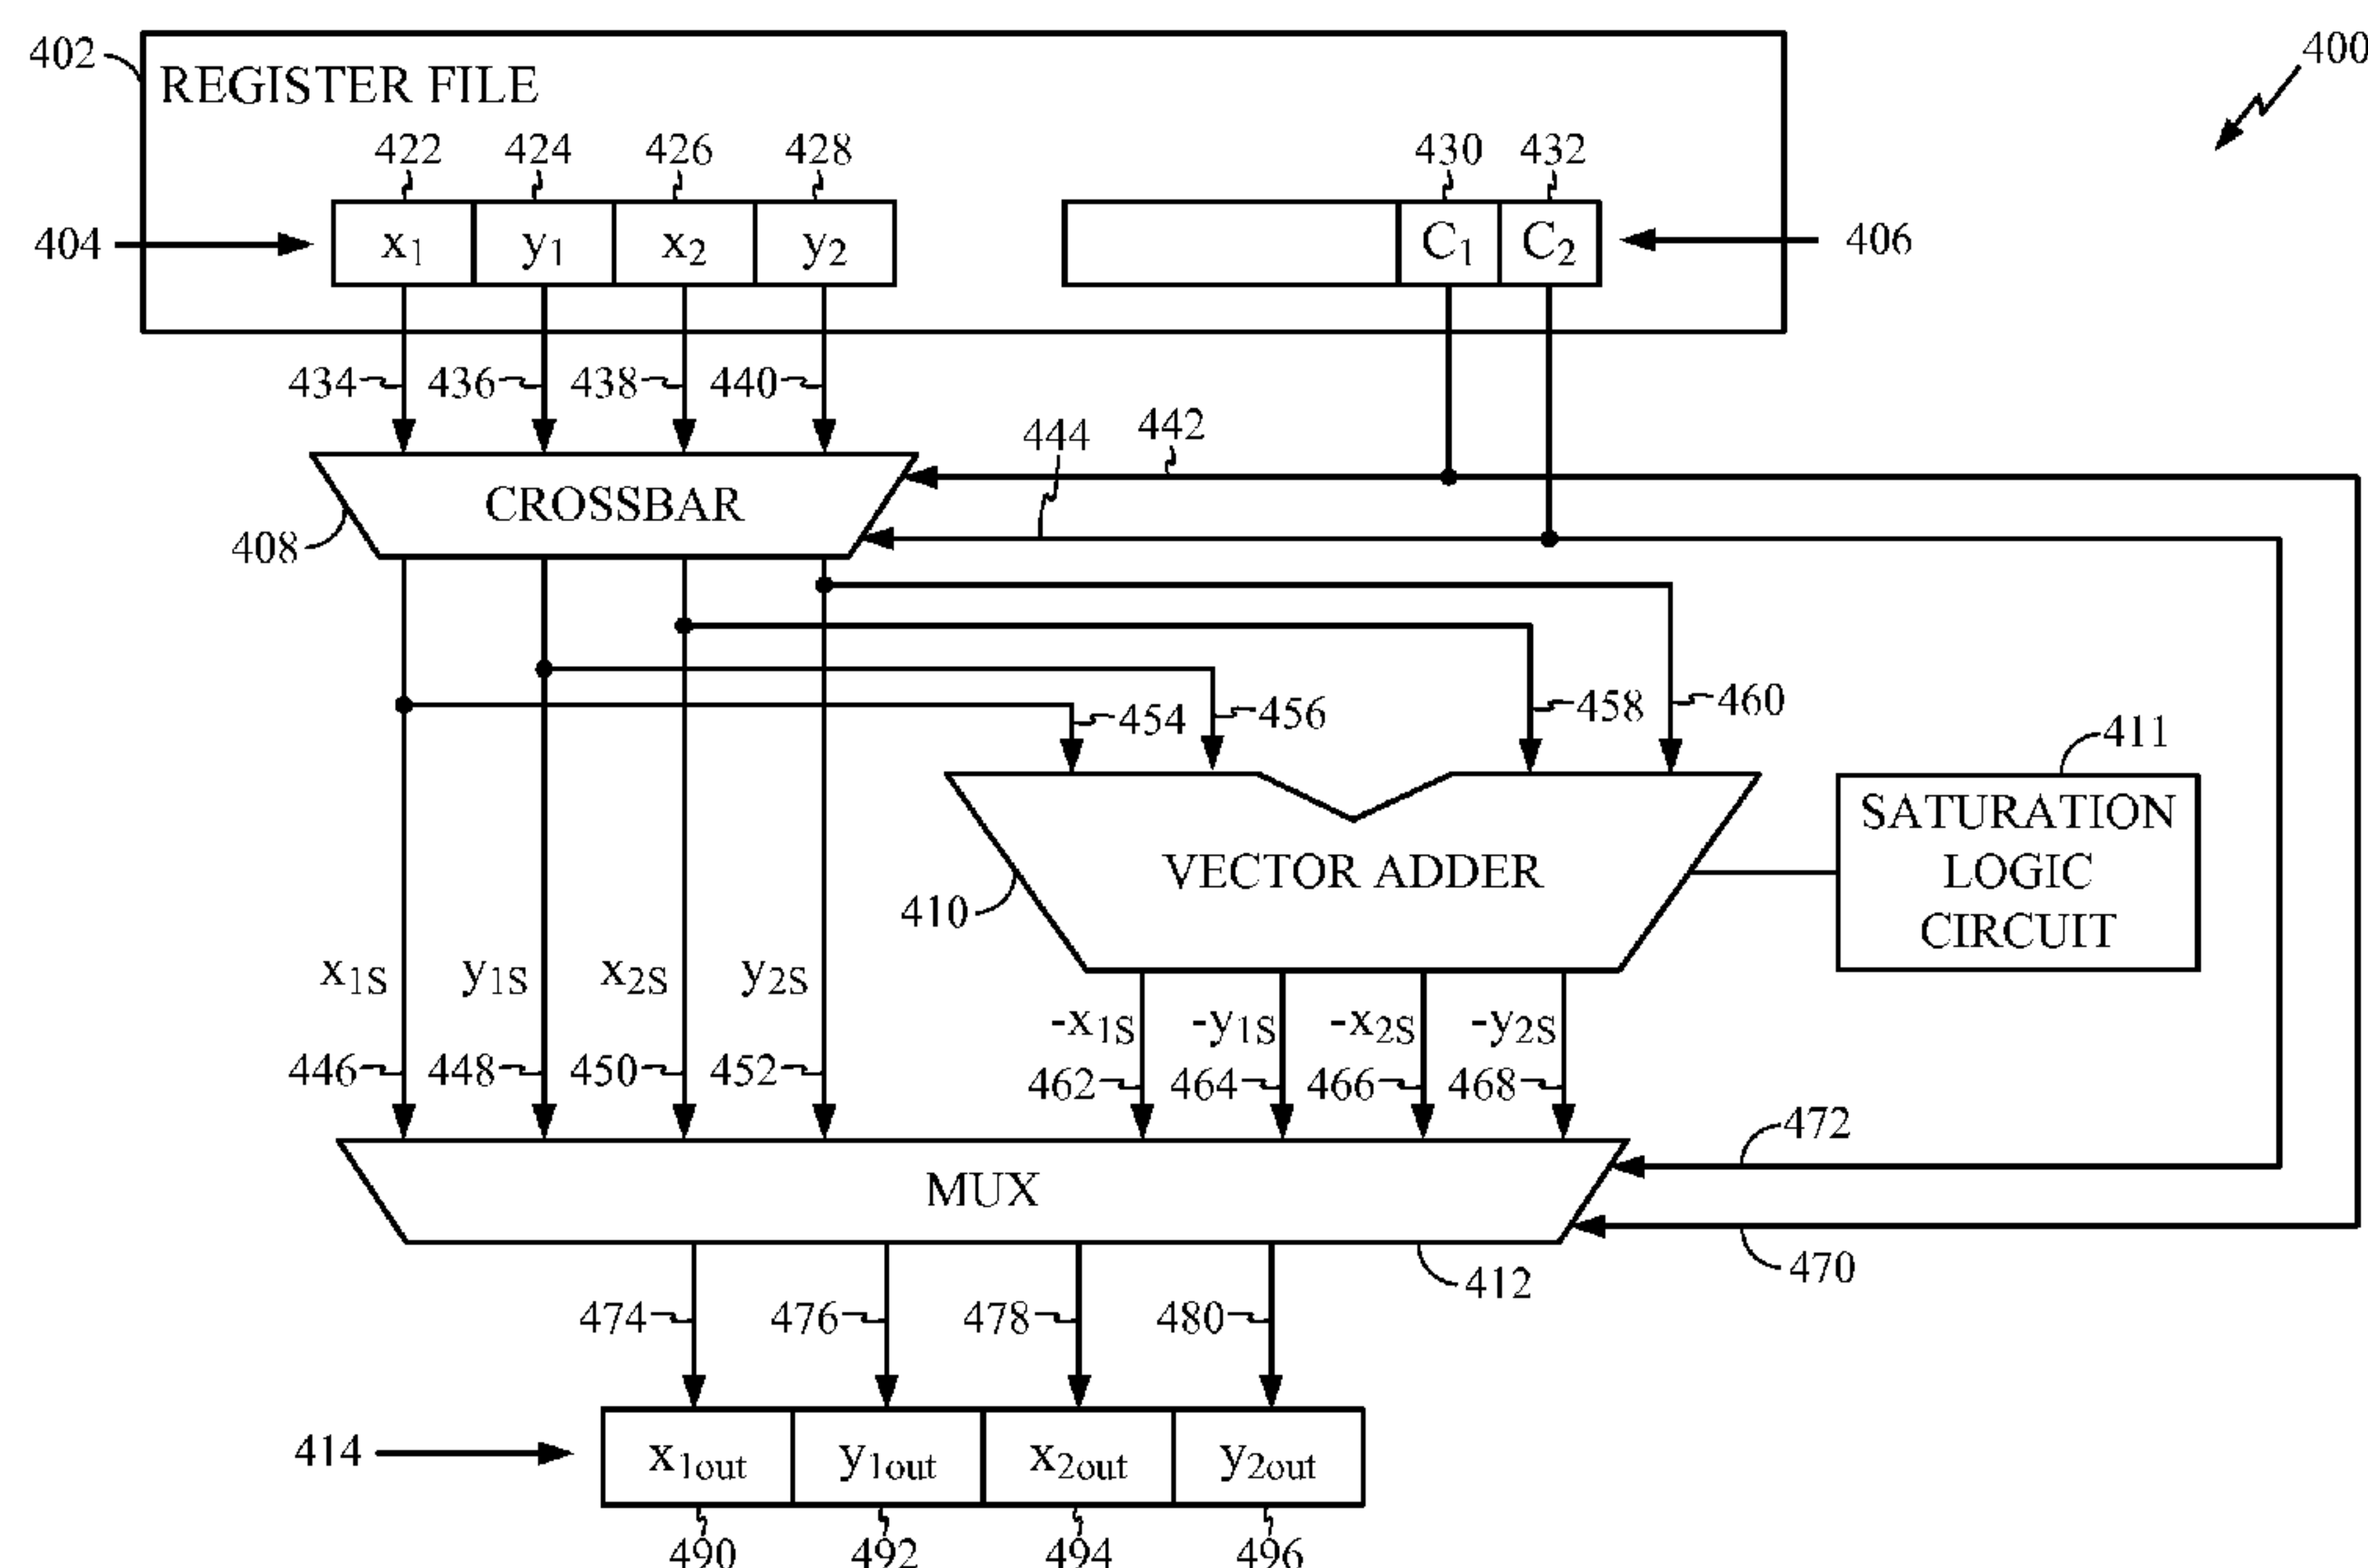 402
400
REGISTER FILE
422 424 426 428 430 432
404 x1 y1 x2 y2 C1 C2 406
434 436 438 440
444 442
CROSSBAR
408
454 456 458 460
411
SATURATION
LOGIC
CIRCUIT
VECTOR ADDER
410
x1S y1S x2S y2S
-x1S -y1S -x2S -y2S
446 448 450 452
462 464 466 468
472
MUX
470
412
474 476 478 480
414 x1out y1out x2out y2out
490 492 494 496